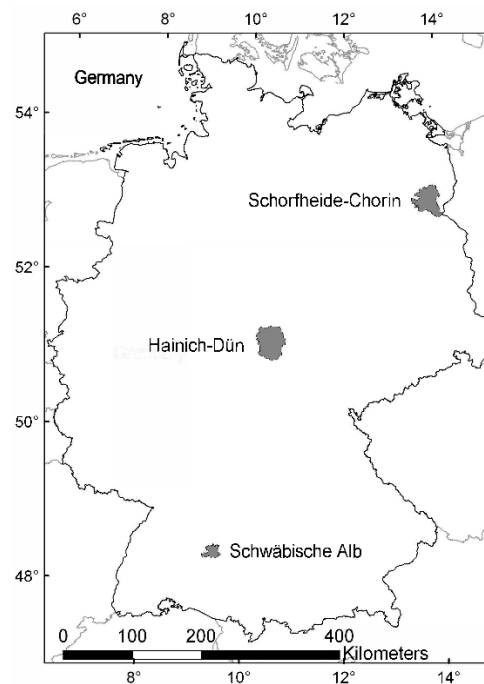 6° 8° 10° 12° 14°
Germany
54°
Schorfheide-Chorin
52°
Hainich-Dün
50°
Schwäbische Alb
48°
0 100 200 400
Kilometers
8° 10° 12° 14°